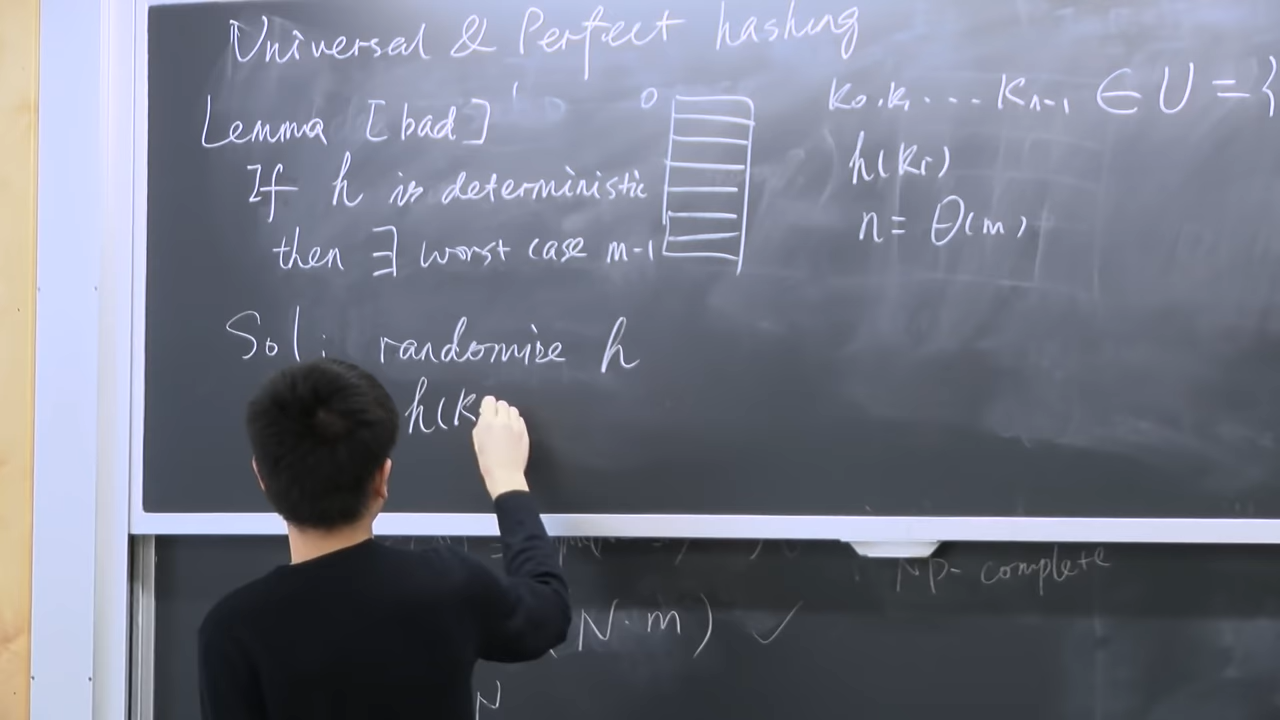 Universal & Perfect hashing
Lemma [bad]
If h is deterministic
then ∃ worst case
0
m-1
k₀, k₁ ... kₙ₋₁ ∈ U = {
h(kᵢ)
n = Θ(m)
Sol: randomize h
h(k
NP-complete
N·m) ✓
N